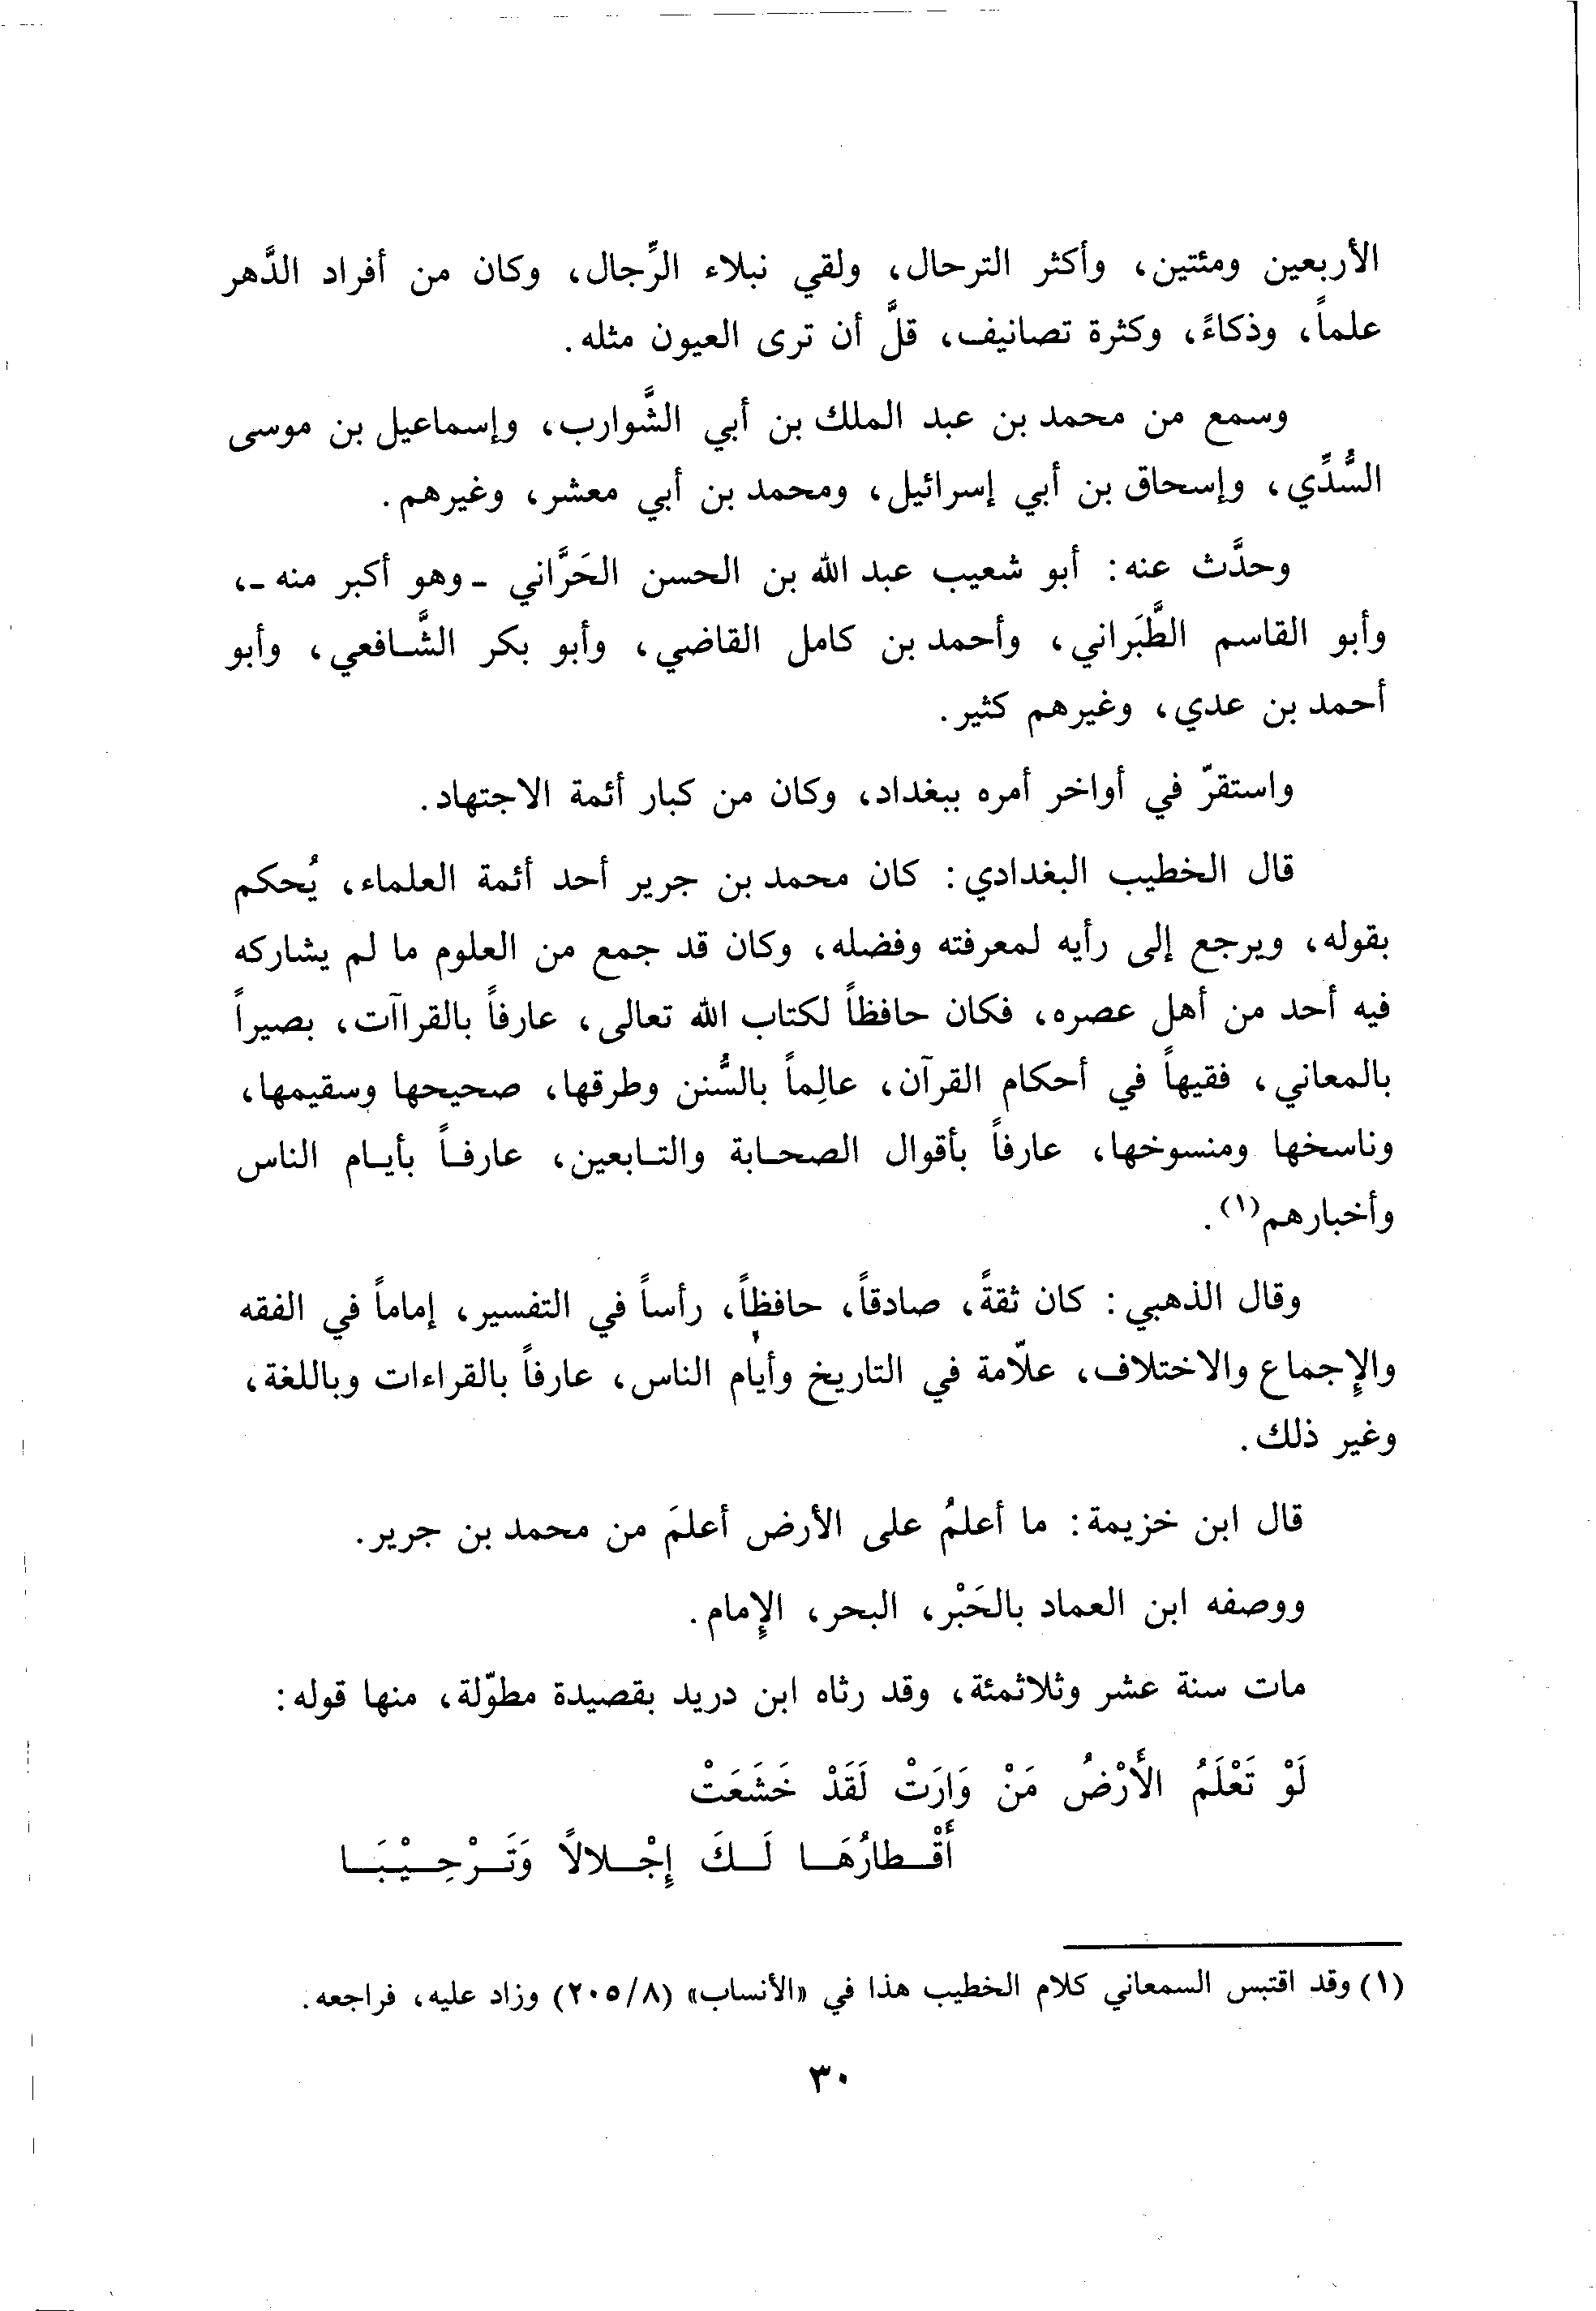 الأربعين ومئتين، وأكثر الترحال، ولقي نبلاء الرِّجال، وكان من أفراد الدَّهر
علماً، وذكاءً، وكثرة تصانيف، قلَّ أن ترى العيون مثله.
وسمع من محمد بن عبد الملك بن أبي الشَّوارب، وإسماعيل بن موسى
السُّدِّي، وإسحاق بن أبي إسرائيل، ومحمد بن أبي معشر، وغيرهم.
وحدَّث عنه: أبو شعيب عبد الله بن الحسن الحَرَّاني ـ وهو أكبر منه ـ،
وأبو القاسم الطَّبَراني، وأحمد بن كامل القاضي، وأبو بكر الشَّافعي، وأبو
أحمد بن عدي، وغيرهم كثير.
واستقرّ في أواخر أمره ببغداد، وكان من كبار أئمة الاجتهاد.
قال الخطيب البغدادي: كان محمد بن جرير أحد أئمة العلماء، يُحكم
بقوله، ويرجع إلى رأيه لمعرفته وفضله، وكان قد جمع من العلوم ما لم يشاركه
فيه أحد من أهل عصره، فكان حافظاً لكتاب الله تعالى، عارفاً بالقراآت، بصيراً
بالمعاني، فقيهاً في أحكام القرآن، عالِماً بالسُّنن وطرقها، صحيحها وسقيمها،
وناسخها ومنسوخها، عارفاً بأقوال الصحابة والتابعين، عارفاً بأيام الناس
وأخبارهم(١).
وقال الذهبي: كان ثقةً، صادقاً، حافظاً، رأساً في التفسير، إماماً في الفقه
والإجماع والاختلاف، علاّمة في التاريخ وأيام الناس، عارفاً بالقراءات وباللغة،
وغير ذلك.
قال ابن خزيمة: ما أعلمُ على الأرض أعلمَ من محمد بن جرير.
ووصفه ابن العماد بالحَبْر، البحر، الإمام.
مات سنة عشر وثلاثمئة، وقد رثاه ابن دريد بقصيدة مطوّلة، منها قوله:
لَوْ تَعْلَمُ الأَرْضُ مَنْ وَارَتْ لَقَدْ خَشَعَتْ
أَقْطارُهَا لَكَ إِجْلالاً وَتَرْحِيْبَا
(١) وقد اقتبس السمعاني كلام الخطيب هذا في «الأنساب» (٢٠٥/٨) وزاد عليه، فراجعه.
٣٠